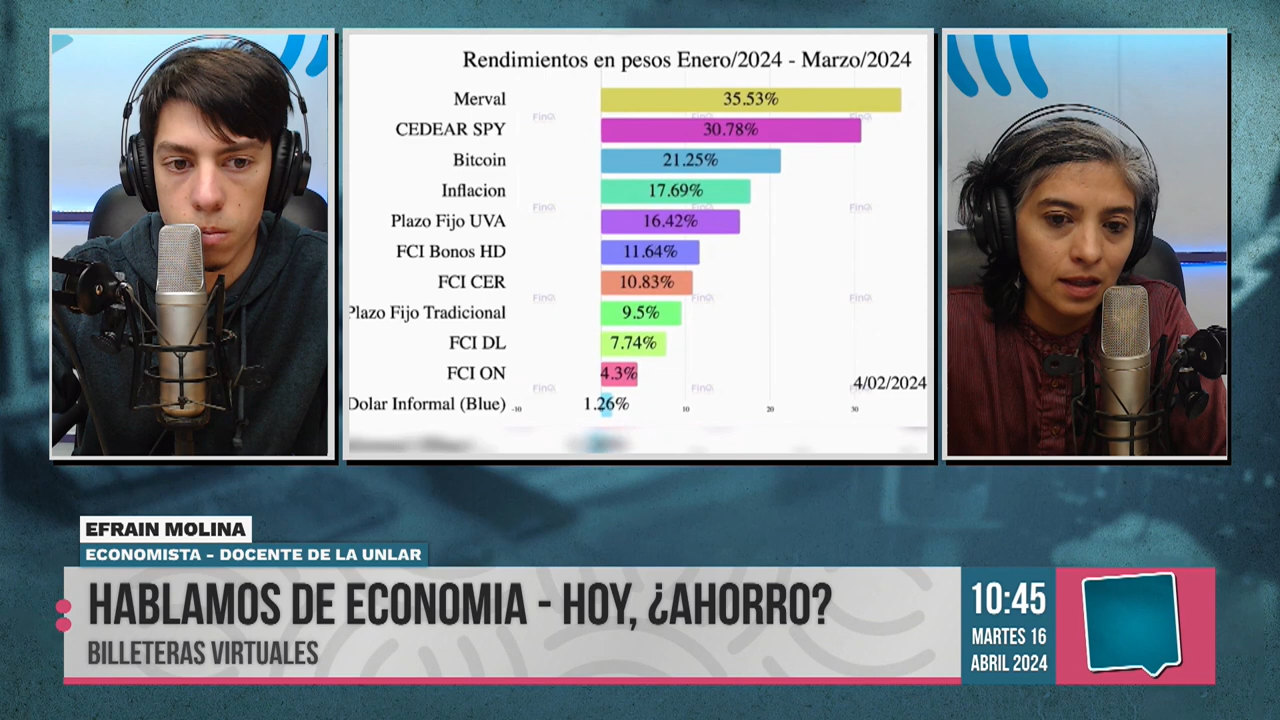 Rendimientos en pesos Enero/2024 - Marzo/2024
Merval 35.53%
CEDEAR SPY 30.78%
Bitcoin 21.25%
Inflacion 17.69%
Plazo Fijo UVA 16.42%
FCI Bonos HD 11.64%
FCI CER 10.83%
Plazo Fijo Tradicional 9.5%
FCI DL 7.74%
FCI ON 4.3%
4/02/2024
Dolar Informal (Blue) 1.26%
-10 10 20 30
EFRAIN MOLINA
ECONOMISTA - DOCENTE DE LA UNLAR
HABLAMOS DE ECONOMIA - HOY, ¿AHORRO?
BILLETERAS VIRTUALES
10:45
MARTES 16
ABRIL 2024